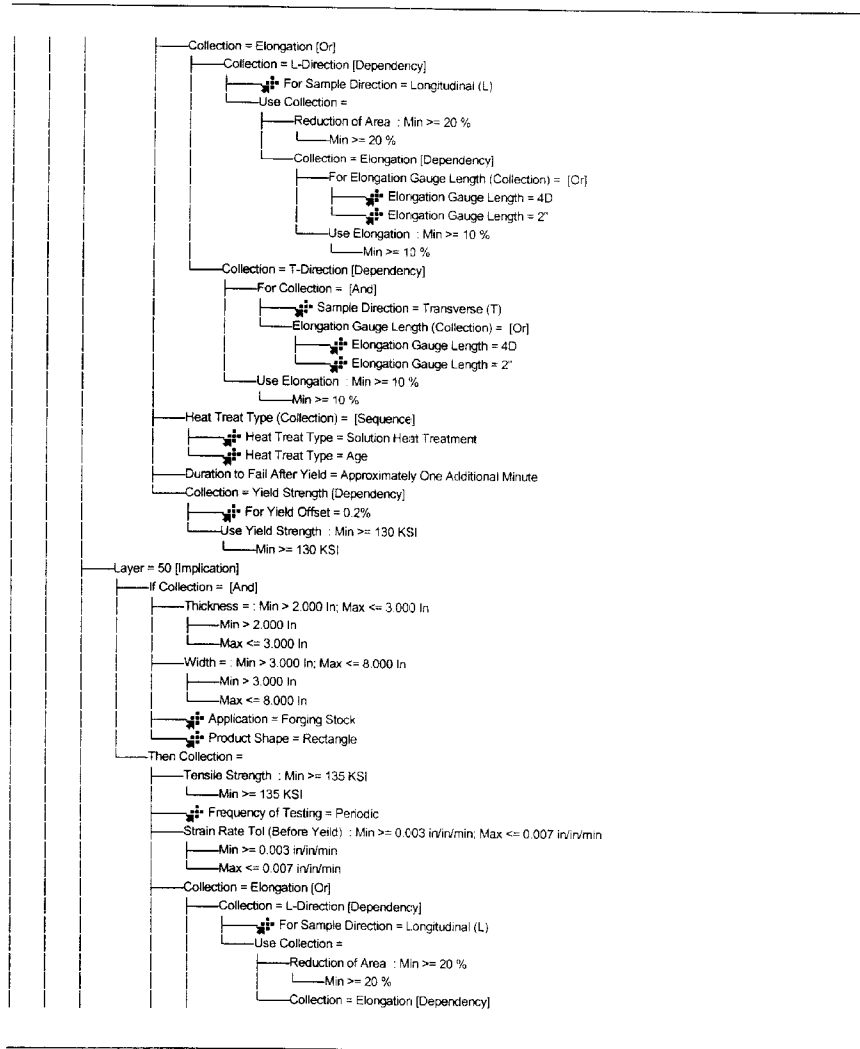 Collection = Elongation [Or]
Collection = L-Direction [Dependency]
For Sample Direction = Longitudinal (L)
Use Collection =
Reduction of Area : Min >= 20 %
Min >= 20 %
Collection = Elongation [Dependency]
For Elongation Gauge Length (Collection) = [Or]
Elongation Gauge Length = 4D
Elongation Gauge Length = 2"
Use Elongation : Min >= 10 %
Min >= 10 %
Collection = T-Direction [Dependency]
For Collection = [And]
Sample Direction = Transverse (T)
Elongation Gauge Length (Collection) = [Or]
Elongation Gauge Length = 4D
Elongation Gauge Length = 2"
Use Elongation : Min >= 10 %
Min >= 10 %
Heat Treat Type (Collection) = [Sequence]
Heat Treat Type = Solution Heat Treatment
Heat Treat Type = Age
Duration to Fail After Yield = Approximately One Additional Minute
Collection = Yield Strength [Dependency]
For Yield Offset = 0.2%
Use Yield Strength : Min >= 130 KSI
Min >= 130 KSI
Layer = 50 [Implication]
If Collection = [And]
Thickness = : Min > 2.000 In; Max <= 3.000 In
Min > 2.000 In
Max <= 3.000 In
Width = : Min > 3.000 In; Max <= 8.000 In
Min > 3.000 In
Max <= 8.000 In
Application = Forging Stock
Product Shape = Rectangle
Then Collection =
Tensile Strength : Min >= 135 KSI
Min >= 135 KSI
Frequency of Testing = Periodic
Strain Rate Tol (Before Yeild) : Min >= 0.003 in/in/min; Max <= 0.007 in/in/min
Min >= 0.003 in/in/min
Max <= 0.007 in/in/min
Collection = Elongation [Or]
Collection = L-Direction [Dependency]
For Sample Direction = Longitudinal (L)
Use Collection =
Reduction of Area : Min >= 20 %
Min >= 20 %
Collection = Elongation [Dependency]